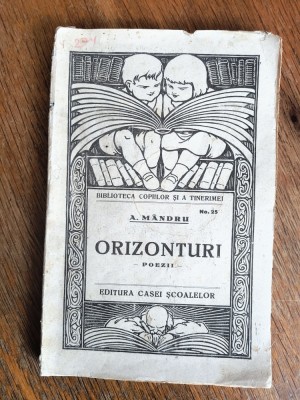 BIBLIOTECA COPIILOR ȘI A TINERIMEI
No. 25
A. MÂNDRU
ORIZONTURI
- POEZII -
EDITURA CASEI ȘCOALELOR